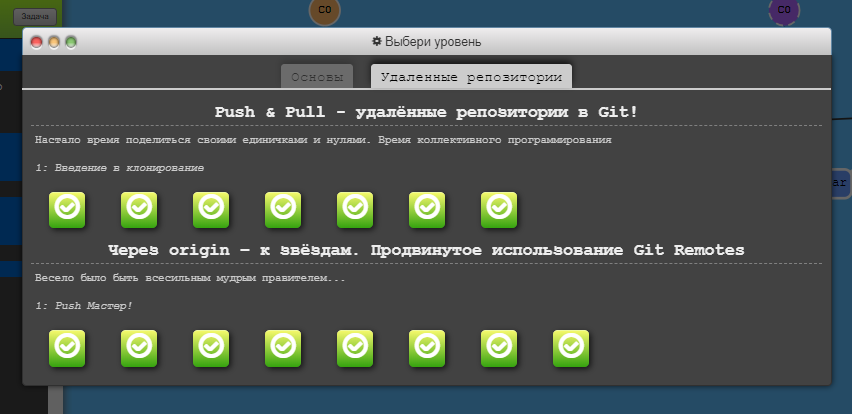 Задача
C0
C0
Выбери уровень
Основы
Удаленные репозитории
Push & Pull - удалённые репозитории в Git!
Настало время поделиться своими единичками и нулями. Время коллективного программирования
1: Введение в клонирование
ar
Через origin – к звёздам. Продвинутое использование Git Remotes
Весело было быть всесильным мудрым правителем...
1: Push Мастер!